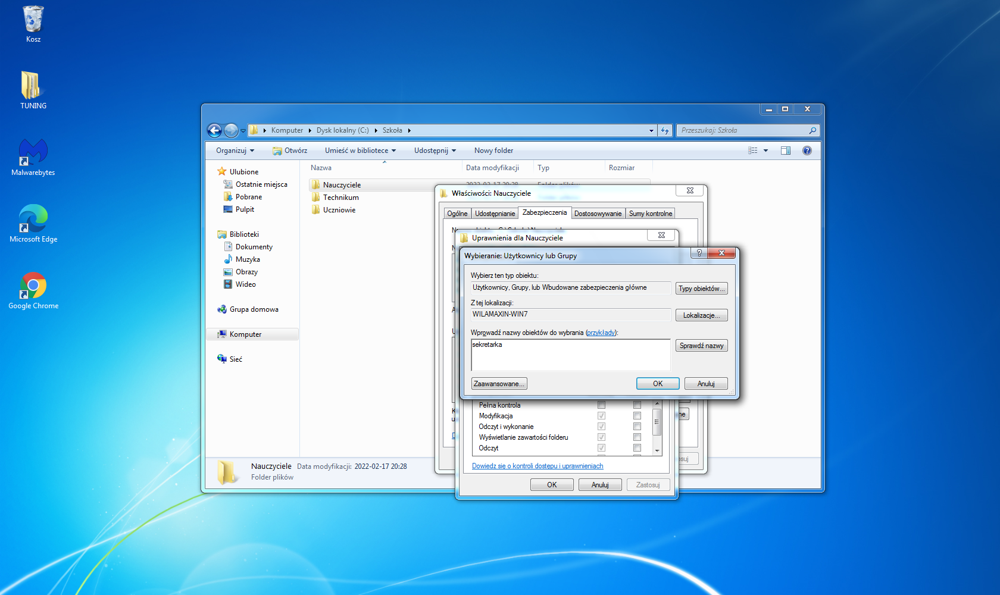 Kosz
TUNING
Malwarebytes
Microsoft Edge
Google Chrome
Komputer
Dysk lokalny (C:)
Szkoła
Przeszukaj: Szkoła
Organizuj
Otwórz
Umieść w bibliotece
Udostępnij
Nowy folder
Ulubione
Ostatnie miejsca
Pobrane
Pulpit
Biblioteki
Dokumenty
Muzyka
Obrazy
Wideo
Grupa domowa
Komputer
Sieć
Nazwa
Data modyfikacji
Typ
Rozmiar
Nauczyciele
Technikum
Uczniowie
Właściwości: Nauczyciele
Ogólne
Udostępnianie
Zabezpieczenia
Dostosowywanie
Sumy kontrolne
Uprawnienia dla Nauczyciele
Wybieranie: Użytkownicy lub Grupy
Wybierz ten typ obiektu:
Użytkownicy, Grupy, lub Wbudowane zabezpieczenia główne
Typy obiektów...
Z tej lokalizacji:
WILAMAXIN-WIN7
Lokalizacje...
Wprowadź nazwy obiektów do wybrania (przykłady):
sekretarka
Sprawdź nazwy
Zaawansowane...
OK
Anuluj
Pełna kontrola
Modyfikacja
Odczyt i wykonanie
Wyświetlanie zawartości folderu
Odczyt
Dowiedz się o kontroli dostępu i uprawnieniach
OK
Anuluj
Zastosuj
Nauczyciele
Data modyfikacji: 2022-02-17 20:28
Folder plików